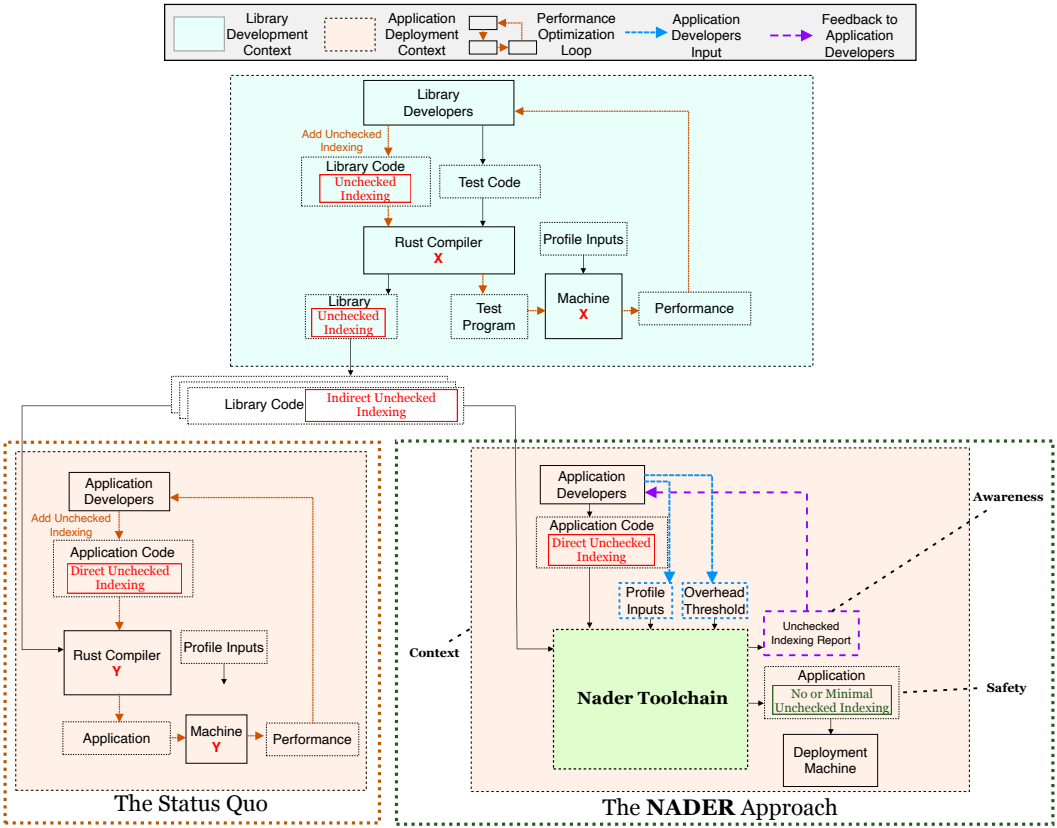 Library
Development
Context
Application
Deployment
Context
Performance
Optimization
Loop
Application
Developers
Input
Feedback to
Application
Developers
Library
Developers
Add Unchecked
Indexing
Library Code
Unchecked
Indexing
Test Code
Rust Compiler
X
Profile Inputs
Library
Unchecked
Indexing
Test
Program
Machine
X
Performance
Library Code
Indirect Unchecked
Indexing
Application
Developers
Add Unchecked
Indexing
Application Code
Direct Unchecked
Indexing
Rust Compiler
Y
Profile Inputs
Application
Machine
Y
Performance
The Status Quo
Application
Developers
Application Code
Direct Unchecked
Indexing
Profile
Inputs
Overhead
Threshold
Nader Toolchain
Unchecked
Indexing Report
Application
No or Minimal
Unchecked Indexing
Deployment
Machine
Awareness
Context
Safety
The NADER Approach